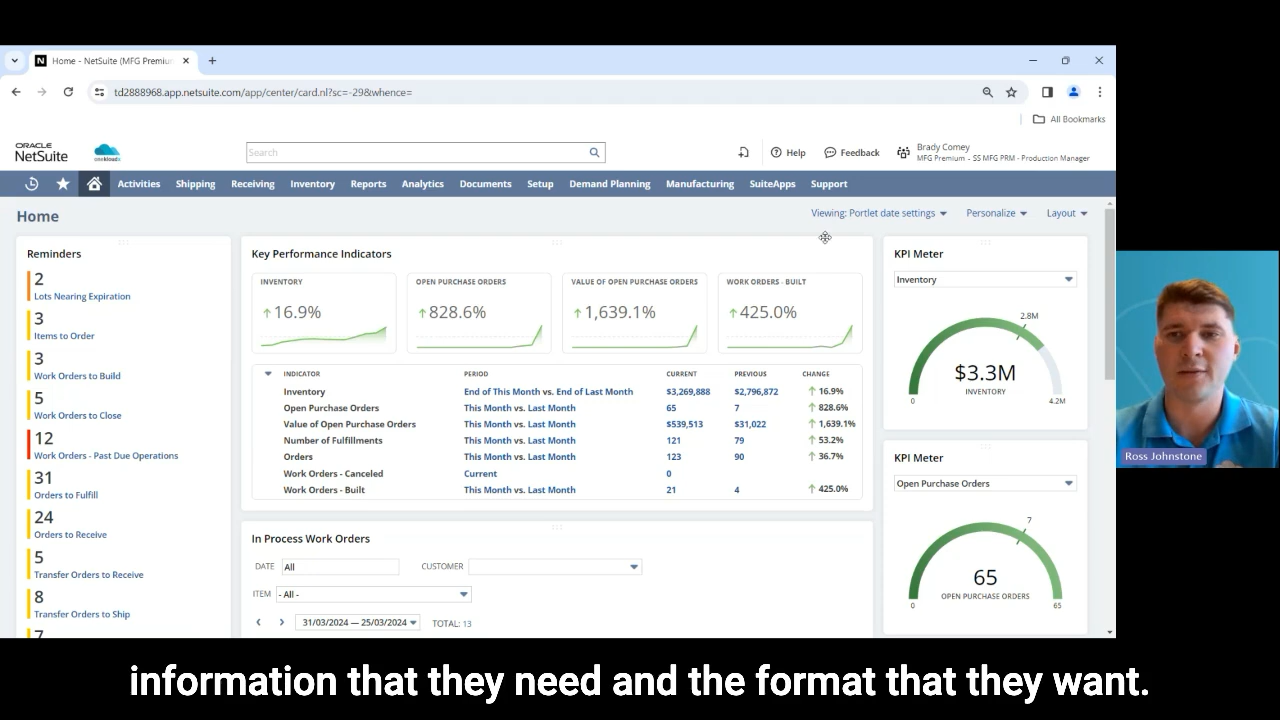 Home - NetSuite (MFG Premiu
td2888968.app.netsuite.com/app/center/card.nl?sc=-29&whence=
All Bookmarks
ORACLE
NetSuite
Search
Help
Feedback
Brady Comey
MFG Premium - SS MFG PRM - Production Manager
Activities Shipping Receiving Inventory Reports Analytics Documents Setup Demand Planning Manufacturing SuiteApps Support
Home
Viewing: Portlet date settings Personalize Layout
Reminders
2
Lots Nearing Expiration
3
Items to Order
3
Work Orders to Build
5
Work Orders to Close
12
Work Orders - Past Due Operations
31
Orders to Fulfill
24
Orders to Receive
5
Transfer Orders to Receive
8
Transfer Orders to Ship
7
Key Performance Indicators
INVENTORY
16.9%
OPEN PURCHASE ORDERS
828.6%
VALUE OF OPEN PURCHASE ORDERS
1,639.1%
WORK ORDERS - BUILT
425.0%
INDICATOR PERIOD CURRENT PREVIOUS CHANGE
Inventory End of This Month vs. End of Last Month $3,269,888 $2,796,872 16.9%
Open Purchase Orders This Month vs. Last Month 65 7 828.6%
Value of Open Purchase Orders This Month vs. Last Month $539,513 $31,022 1,639.1%
Number of Fulfillments This Month vs. Last Month 121 79 53.2%
Orders This Month vs. Last Month 123 90 36.7%
Work Orders - Canceled Current 0
Work Orders - Built This Month vs. Last Month 21 4 425.0%
In Process Work Orders
DATE All CUSTOMER
ITEM - All -
31/03/2024 — 25/03/2024 TOTAL: 13
KPI Meter
Inventory
2.8M
$3.3M
INVENTORY
0 4.2M
KPI Meter
Open Purchase Orders
7
65
OPEN PURCHASE ORDERS
0 65
Ross Johnstone
information that they need and the format that they want.